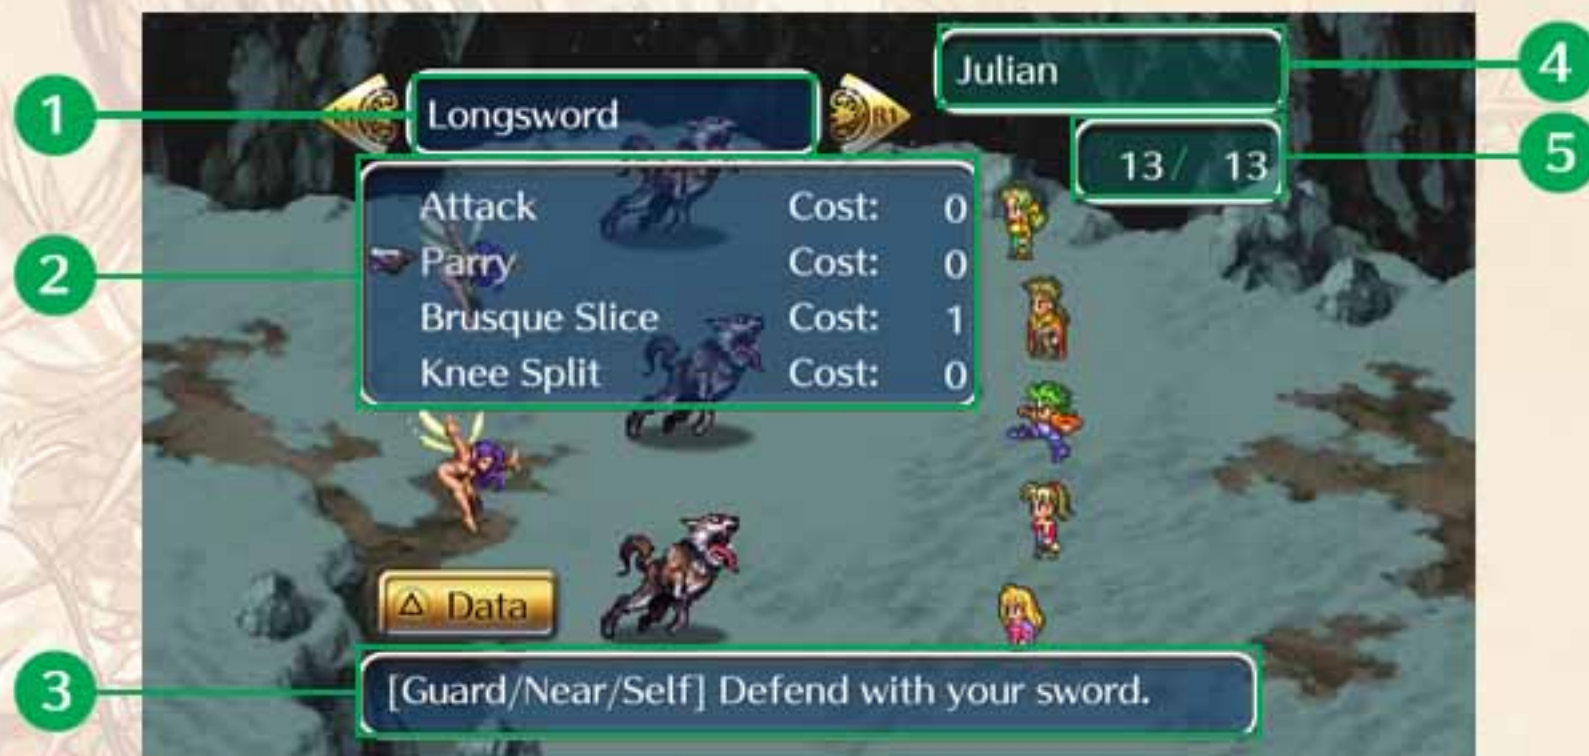 1
Longsword
R1
Julian
4
13/ 13
5
2
Attack Cost: 0
Parry Cost: 0
Brusque Slice Cost: 1
Knee Split Cost: 0
△ Data
3
[Guard/Near/Self] Defend with your sword.